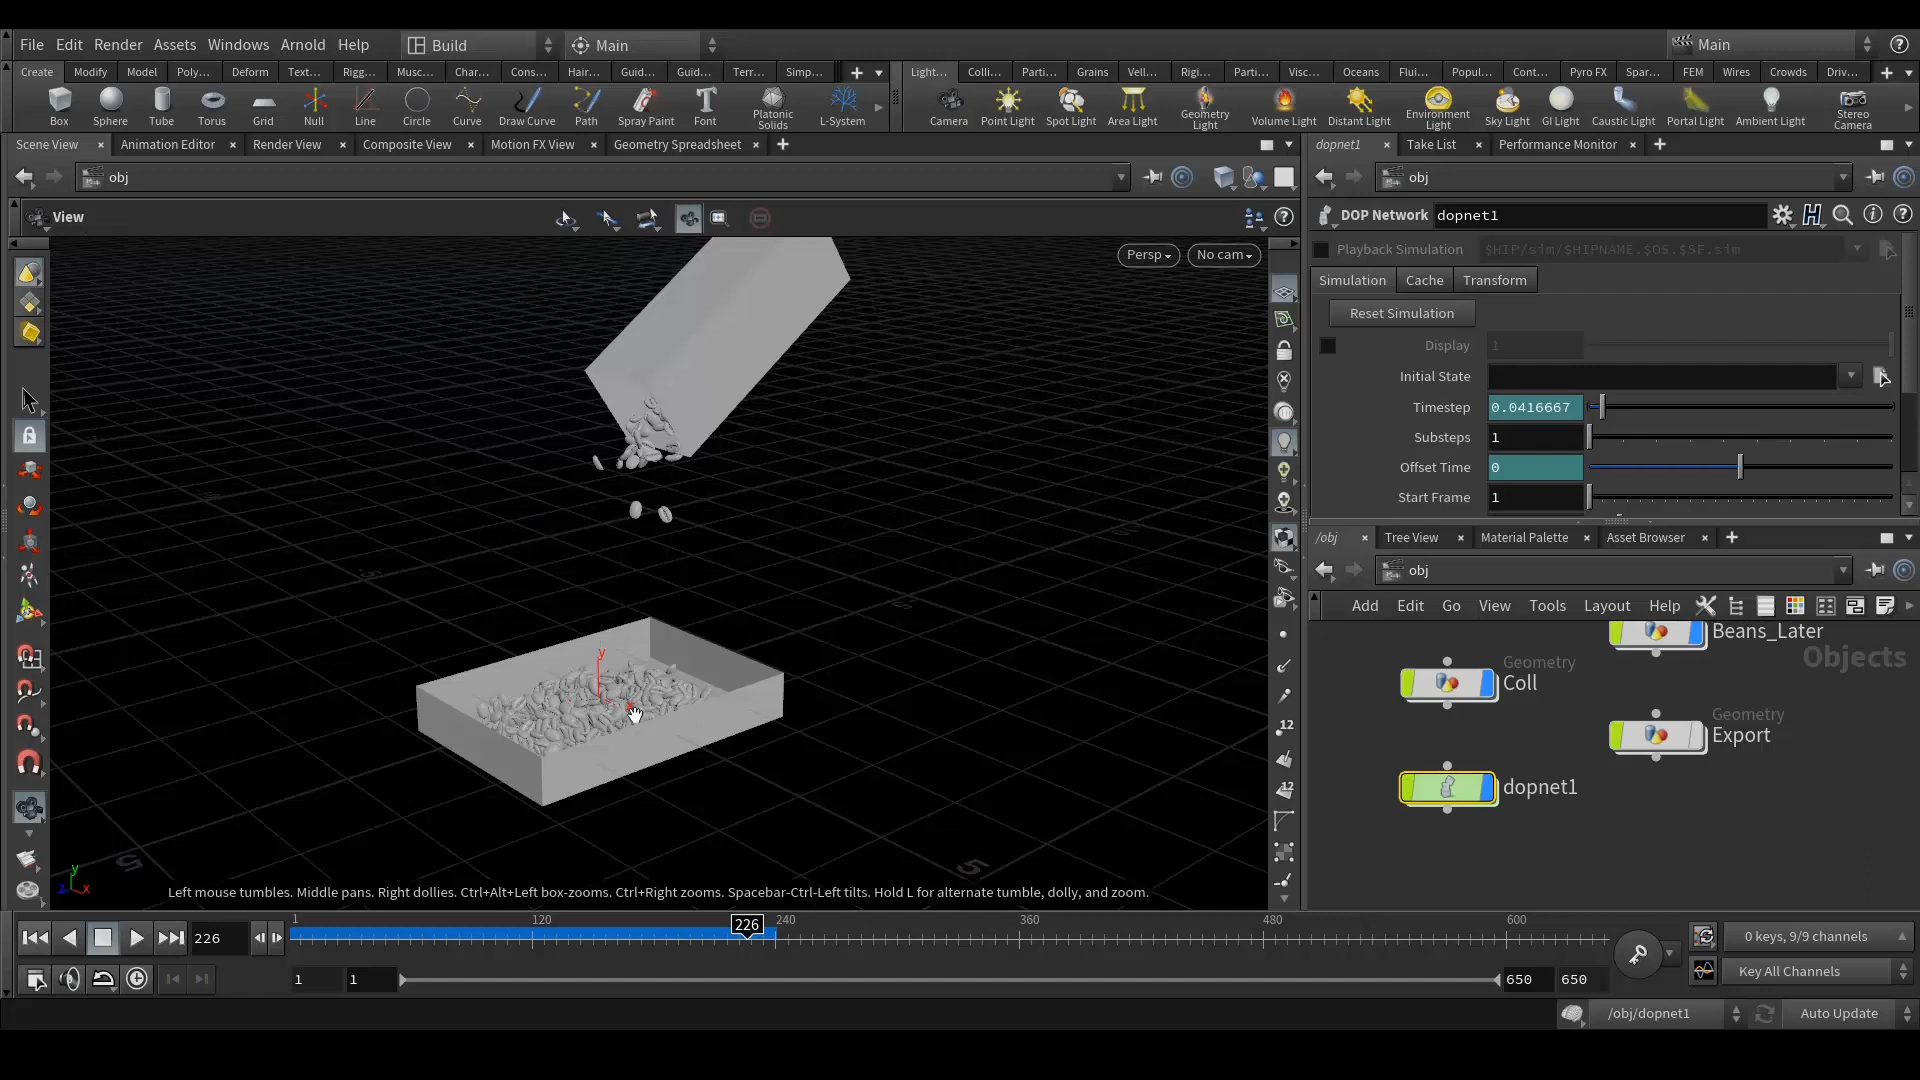 File Edit Render Assets Windows Arnold Help Build Main Main
Create Modify Model Poly... Deform Text... Rigg... Musc... Char... Cons... Hair... Guid... Guid... Terr... Simp...
Light... Colli... Parti... Grains Vell... Rigi... Parti... Visc... Oceans Flui... Popul... Cont... Pyro FX Spar... FEM Wires Crowds Driv...
Box Sphere Tube Torus Grid Null Line Circle Curve Draw Curve Path Spray Paint Font Platonic Solids L-System
Camera Point Light Spot Light Area Light Geometry Light Volume Light Distant Light Environment Light Sky Light GI Light Caustic Light Portal Light Ambient Light Stereo Camera
Scene View Animation Editor Render View Composite View Motion FX View Geometry Spreadsheet
obj
View
Persp No cam
y
x
y
z x
5
5
Left mouse tumbles. Middle pans. Right dollies. Ctrl+Alt+Left box-zooms. Ctrl+Right zooms. Spacebar-Ctrl-Left tilts. Hold L for alternate tumble, dolly, and zoom.
12
12
dopnet1 Take List Performance Monitor
obj
DOP Network dopnet1
Playback Simulation $HIP/sim/$HIPNAME.$OS.$SF.sim
Simulation Cache Transform
Reset Simulation
Display 1
Initial State
Timestep 0.0416667
Substeps 1
Offset Time 0
Start Frame 1
/obj Tree View Material Palette Asset Browser
obj
Add Edit Go View Tools Layout Help
Beans_Later
Objects
Geometry
Coll
Geometry
Export
dopnet1
226
1 120 226 240 360 480 600
0 keys, 9/9 channels
1 1 650 650
Key All Channels
/obj/dopnet1 Auto Update